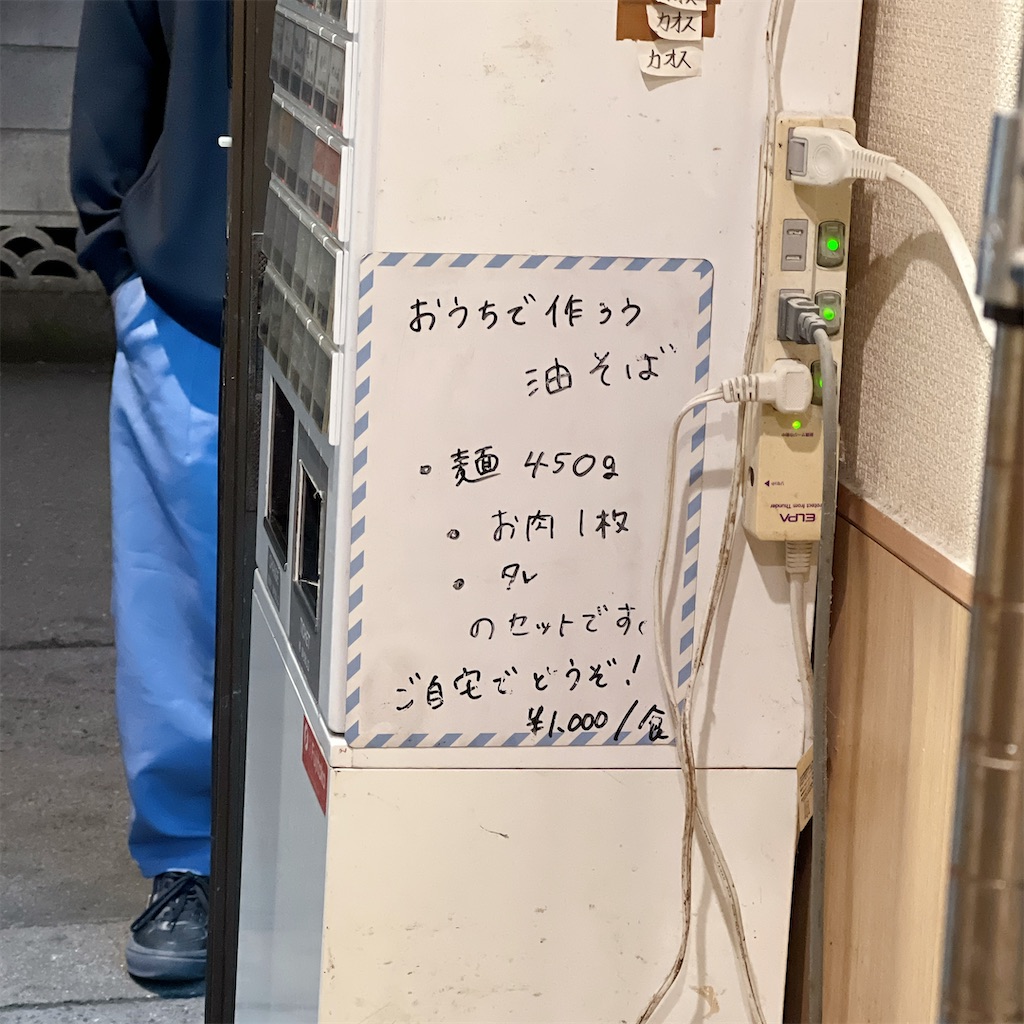 カオス
カオス
おうちで作ろう
油そば
・麺 450g
・お肉1枚
・タレ
のセットです。
ご自宅でどうぞ!
¥1,000/食
ELPA